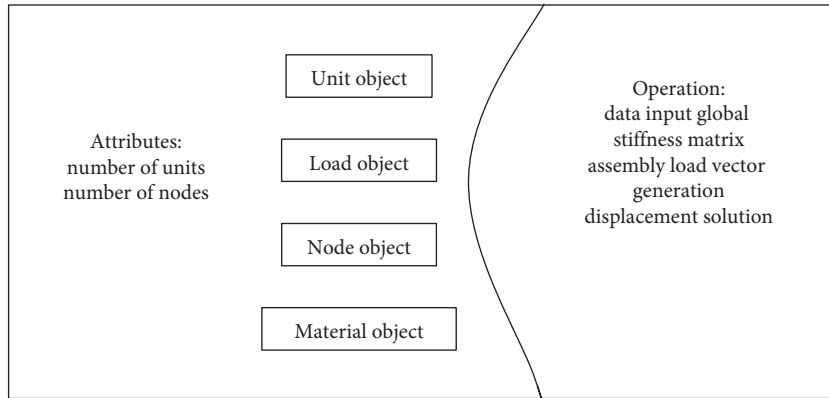 Attributes:
number of units
number of nodes
Unit object
Load object
Node object
Material object
Operation:
data input global
stiffness matrix
assembly load vector
generation
displacement solution